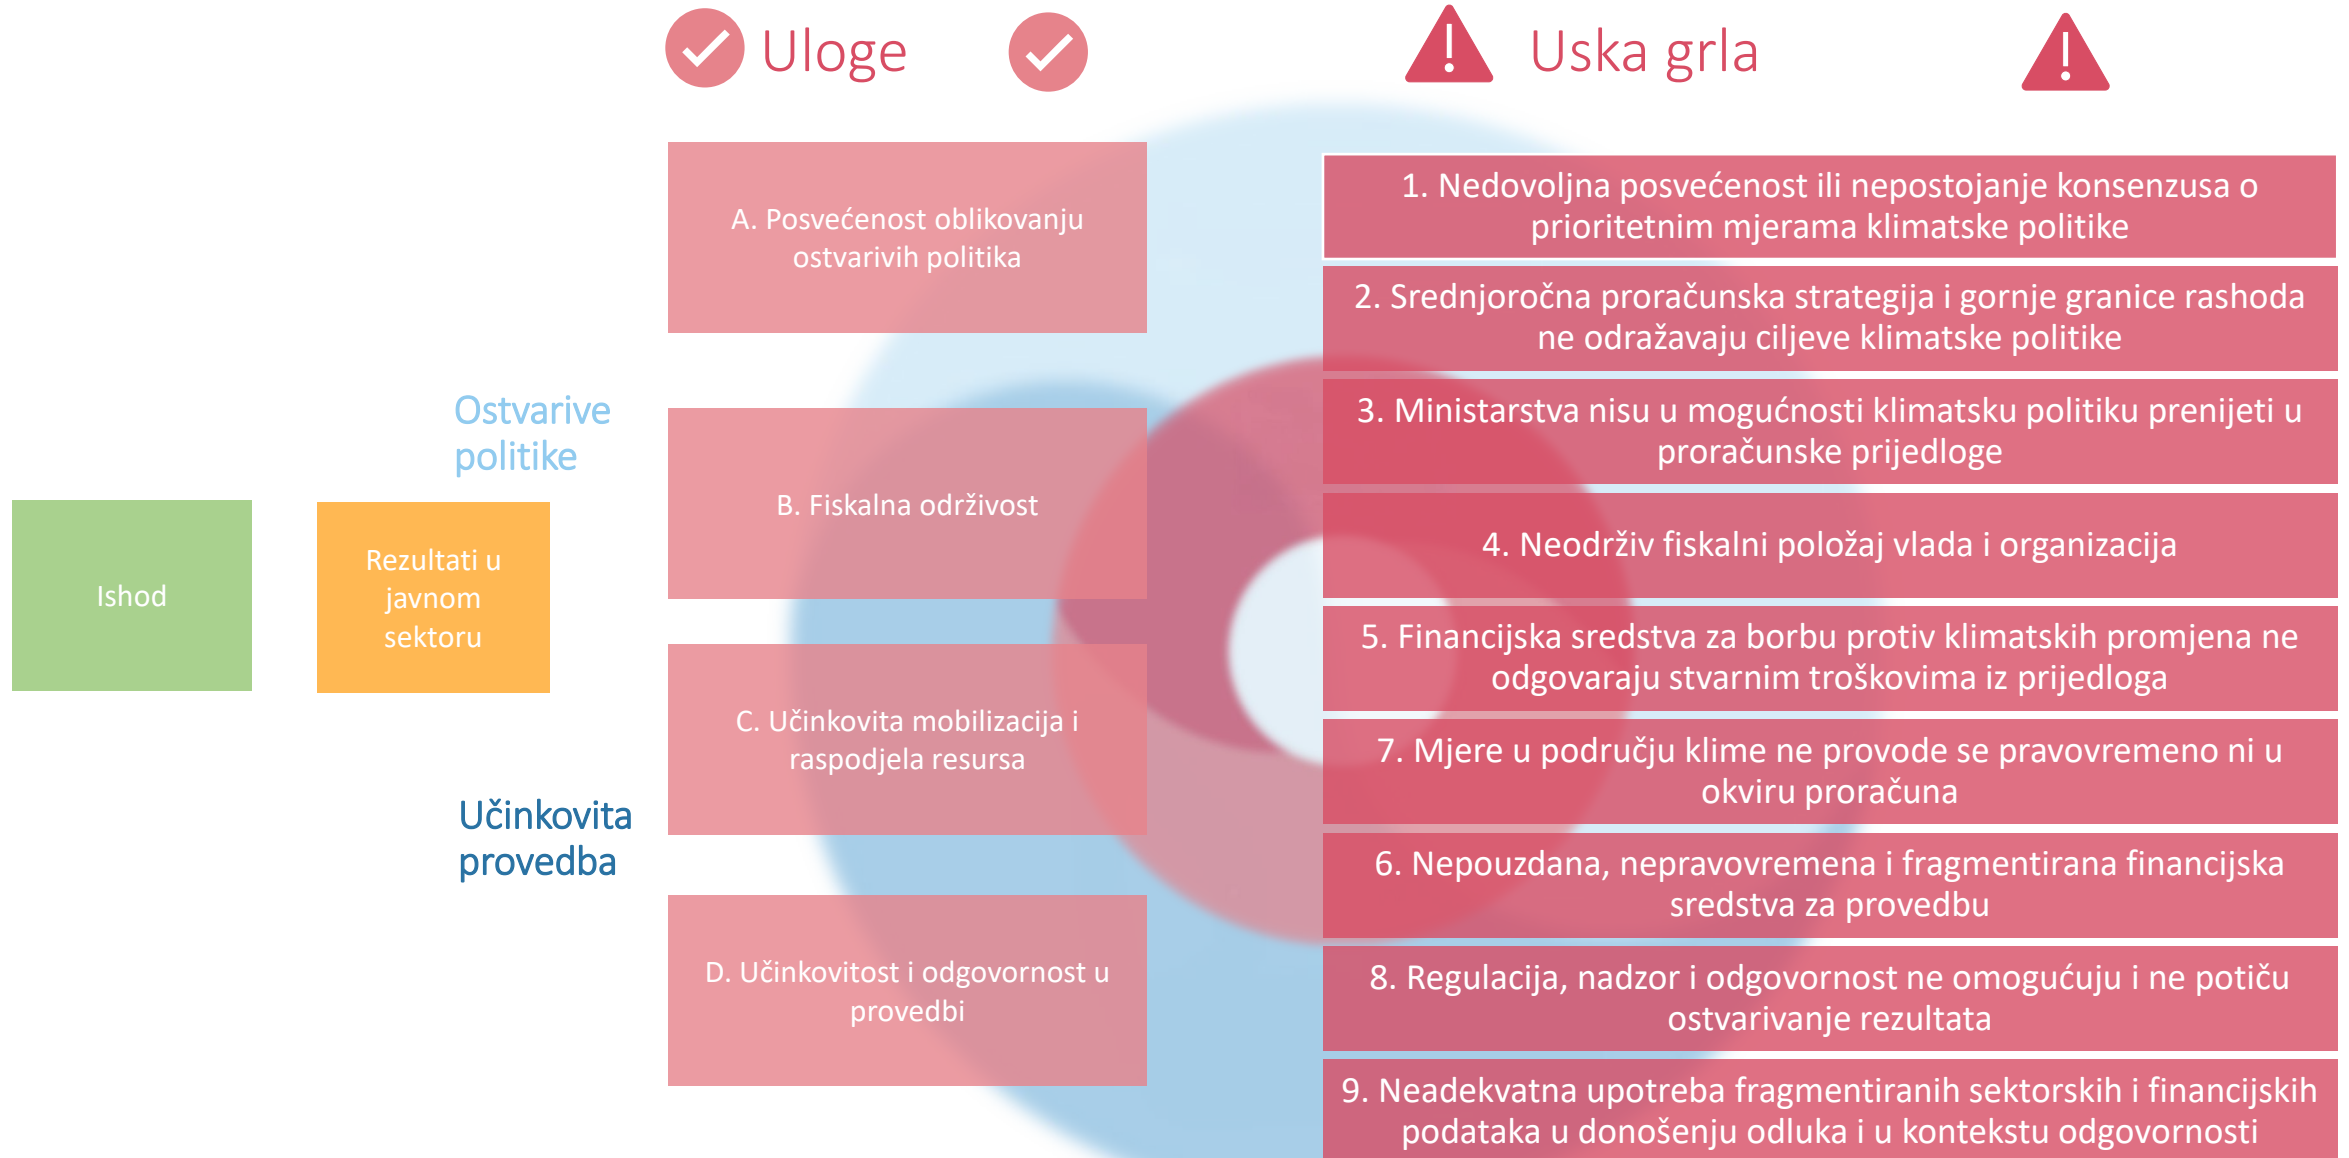 Uloge
Uska grla
Ishod
Rezultati u
javnom
sektoru
Ostvarive
politike
Učinkovita
provedba
A. Posvećenost oblikovanju
ostvarivih politika
B. Fiskalna održivost
C. Učinkovita mobilizacija i
raspodjela resursa
D. Učinkovitost i odgovornost u
provedbi
1. Nedovoljna posvećenost ili nepostojanje konsenzusa o
prioritetnim mjerama klimatske politike
2. Srednjoročna proračunska strategija i gornje granice rashoda
ne odražavaju ciljeve klimatske politike
3. Ministarstva nisu u mogućnosti klimatsku politiku prenijeti u
proračunske prijedloge
4. Neodrživ fiskalni položaj vlada i organizacija
5. Financijska sredstva za borbu protiv klimatskih promjena ne
odgovaraju stvarnim troškovima iz prijedloga
7. Mjere u području klime ne provode se pravovremeno ni u
okviru proračuna
6. Nepouzdana, nepravovremena i fragmentirana financijska
sredstva za provedbu
8. Regulacija, nadzor i odgovornost ne omogućuju i ne potiču
ostvarivanje rezultata
9. Neadekvatna upotreba fragmentiranih sektorskih i financijskih
podataka u donošenju odluka i u kontekstu odgovornosti